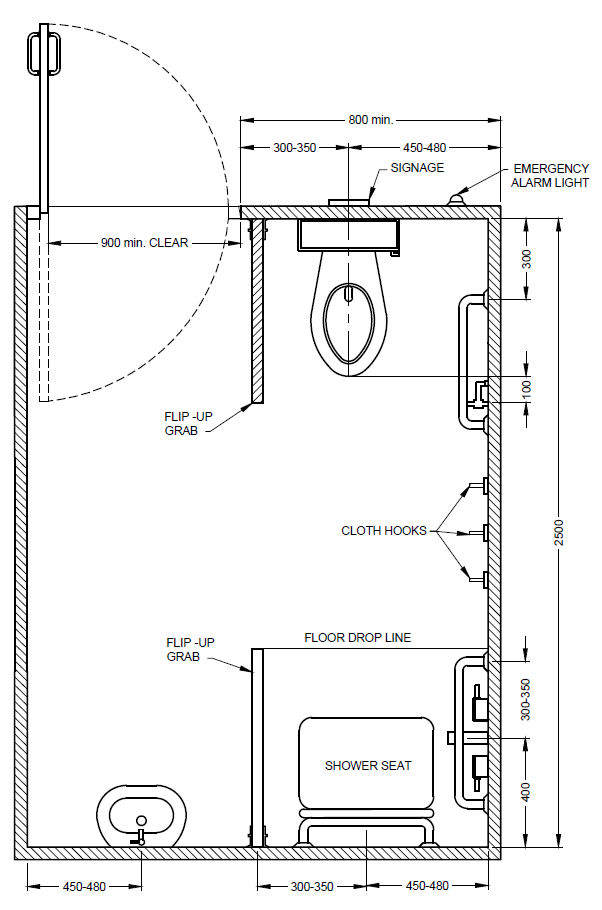 800 min.
300-350
450-480
SIGNAGE
EMERGENCY
ALARM LIGHT
900 min. CLEAR
300
100
FLIP -UP
GRAB
CLOTH HOOKS
2500
FLIP -UP
GRAB
FLOOR DROP LINE
300-350
SHOWER SEAT
400
450-480
300-350
450-480